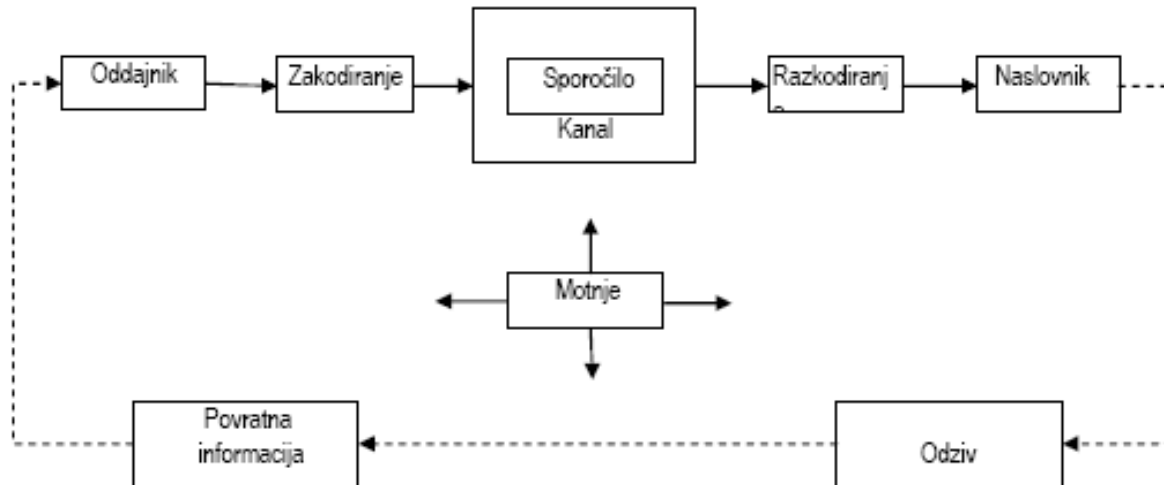 Oddajnik
Zakodiranje
Sporočilo
Kanal
Razkodiranj
Naslovnik
Motnje
Povratna
informacija
Odziv